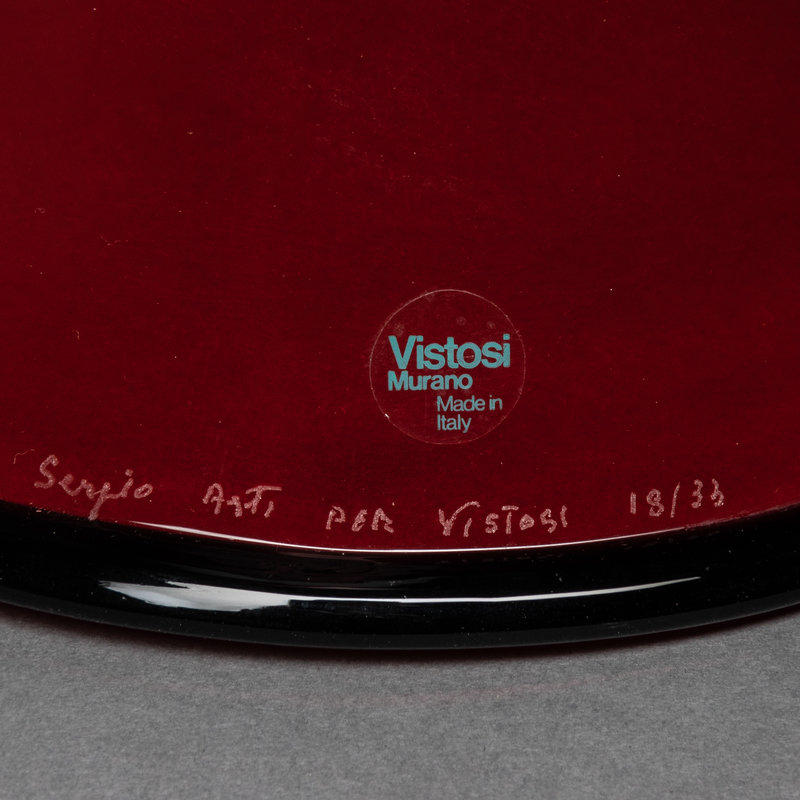 Vistosi
Murano
Made in
Italy
Sergio Asti PER VISTOSI 18/33